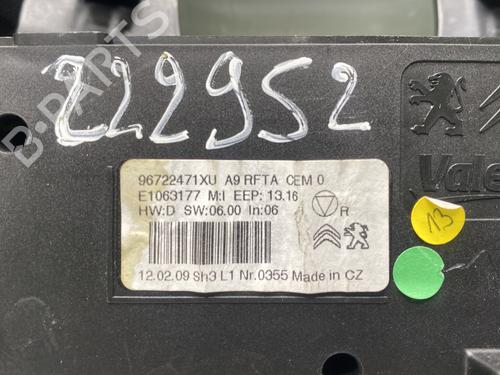 222952
96722471XU A9 RFTA CEM 0
E1063177 M:I EEP: 13.16
HW:D SW:06.00 In:06
R
12.02.09 Sh3 L1 Nr.0355 Made in CZ
Vale
13
B-PARTS